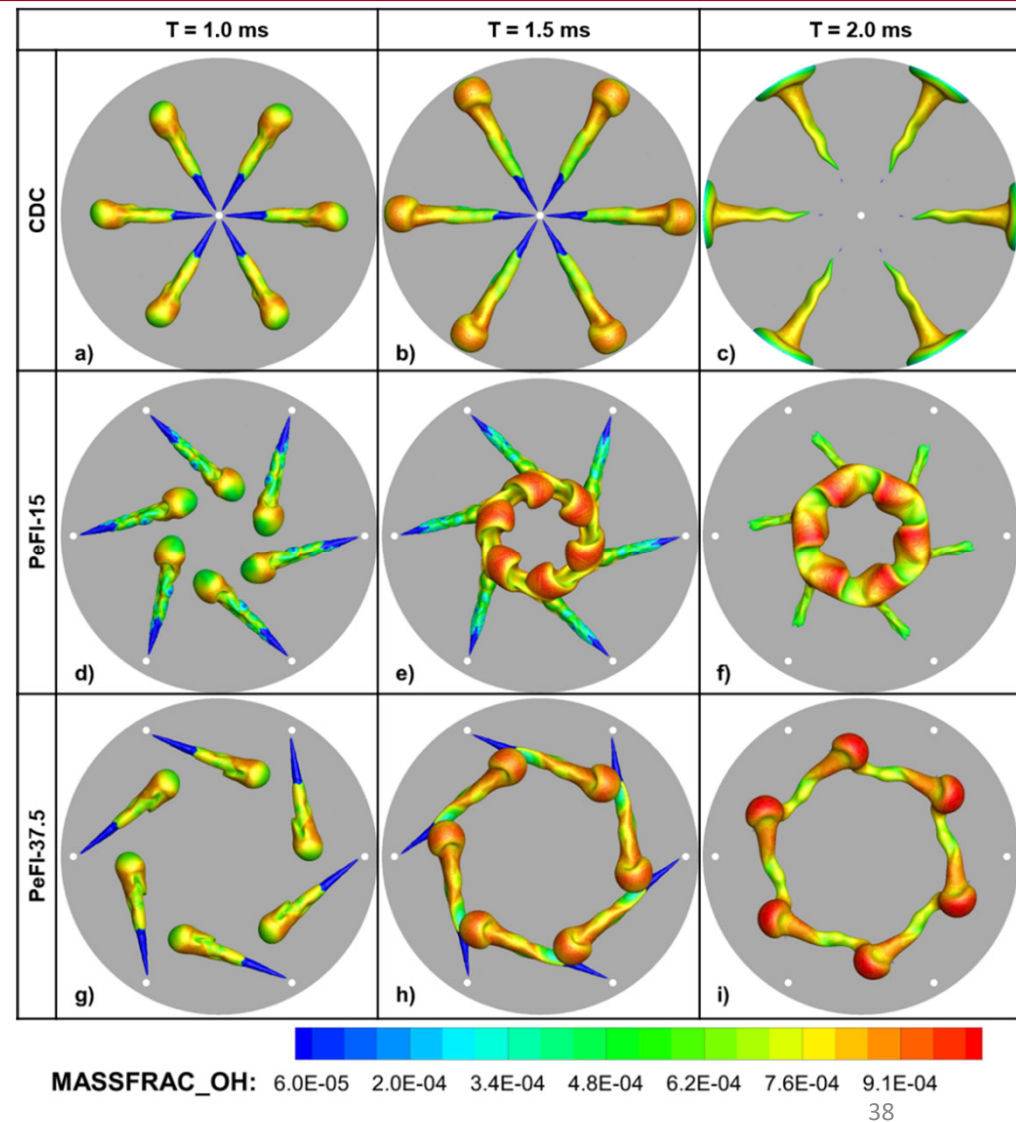 T = 1.0 ms
T = 1.5 ms
T = 2.0 ms
CDC
a)
b)
c)
PeFI-15
d)
e)
f)
PeFI-37.5
g)
h)
i)
MASSFRAC_OH: 6.0E-05 2.0E-04 3.4E-04 4.8E-04 6.2E-04 7.6E-04 9.1E-04
38